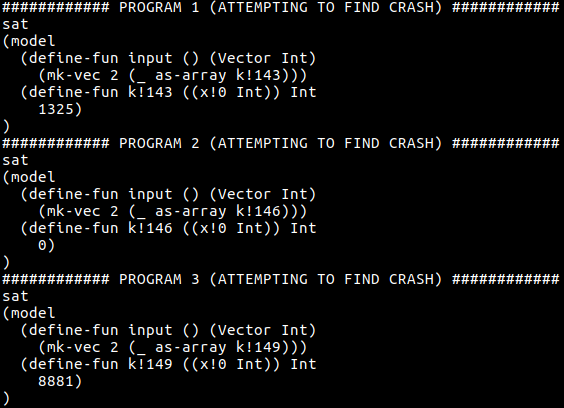 ############ PROGRAM 1 (ATTEMPTING TO FIND CRASH) ############
sat
(model
  (define-fun input () (Vector Int)
    (mk-vec 2 (_ as-array k!143)))
  (define-fun k!143 ((x!0 Int)) Int
    1325)
)
############ PROGRAM 2 (ATTEMPTING TO FIND CRASH) ############
sat
(model
  (define-fun input () (Vector Int)
    (mk-vec 2 (_ as-array k!146)))
  (define-fun k!146 ((x!0 Int)) Int
    0)
)
############ PROGRAM 3 (ATTEMPTING TO FIND CRASH) ############
sat
(model
  (define-fun input () (Vector Int)
    (mk-vec 2 (_ as-array k!149)))
  (define-fun k!149 ((x!0 Int)) Int
    8881)
)